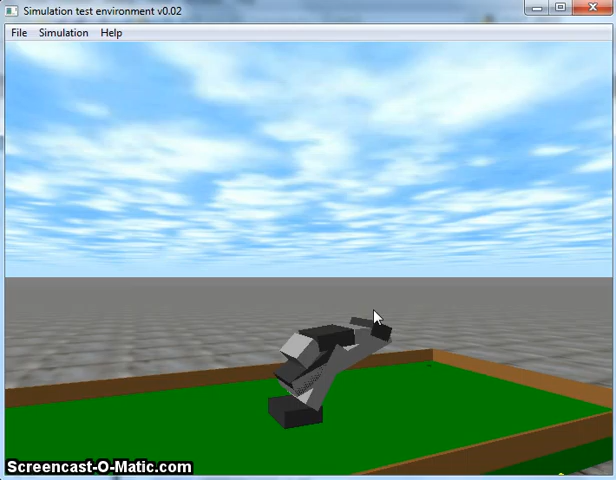 Simulation test environment v0.02
File Simulation Help
Screencast-O-Matic.com